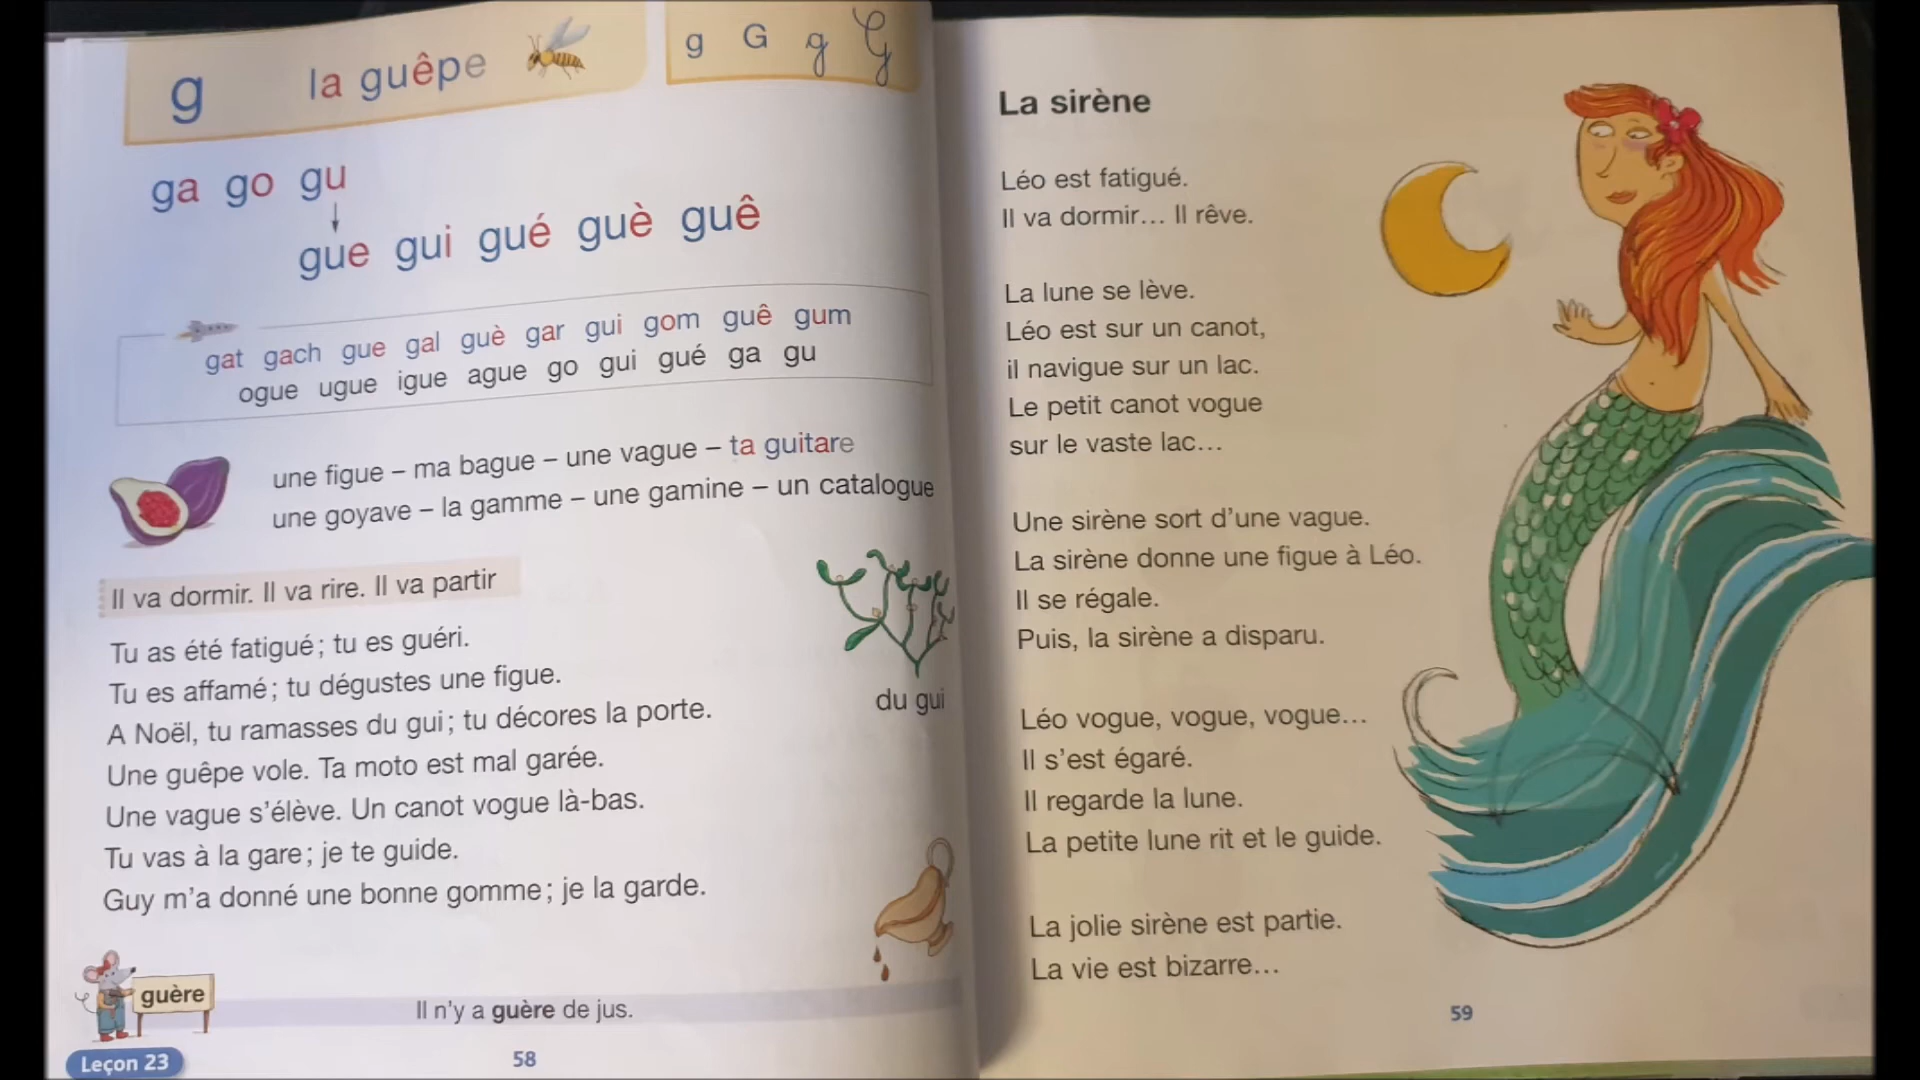 g la guêpe
g G g G
ga go gu
gue gui gué guè guê
gat gach gue gal guè gar gui gom guê gum
ogue ugue igue ague go gui gué ga gu
une figue – ma bague – une vague – ta guitare
une goyave – la gamme – une gamine – un catalogue
Il va dormir. Il va rire. Il va partir
Tu as été fatigué ; tu es guéri.
Tu es affamé ; tu dégustes une figue.
A Noël, tu ramasses du gui ; tu décores la porte.
Une guêpe vole. Ta moto est mal garée.
Une vague s'élève. Un canot vogue là-bas.
Tu vas à la gare ; je te guide.
Guy m'a donné une bonne gomme ; je la garde.
du gui
guère
Il n'y a guère de jus.
Leçon 23
58
La sirène
Léo est fatigué.
Il va dormir... Il rêve.
La lune se lève.
Léo est sur un canot,
il navigue sur un lac.
Le petit canot vogue
sur le vaste lac...
Une sirène sort d'une vague.
La sirène donne une figue à Léo.
Il se régale.
Puis, la sirène a disparu.
Léo vogue, vogue, vogue...
Il s'est égaré.
Il regarde la lune.
La petite lune rit et le guide.
La jolie sirène est partie.
La vie est bizarre...
59